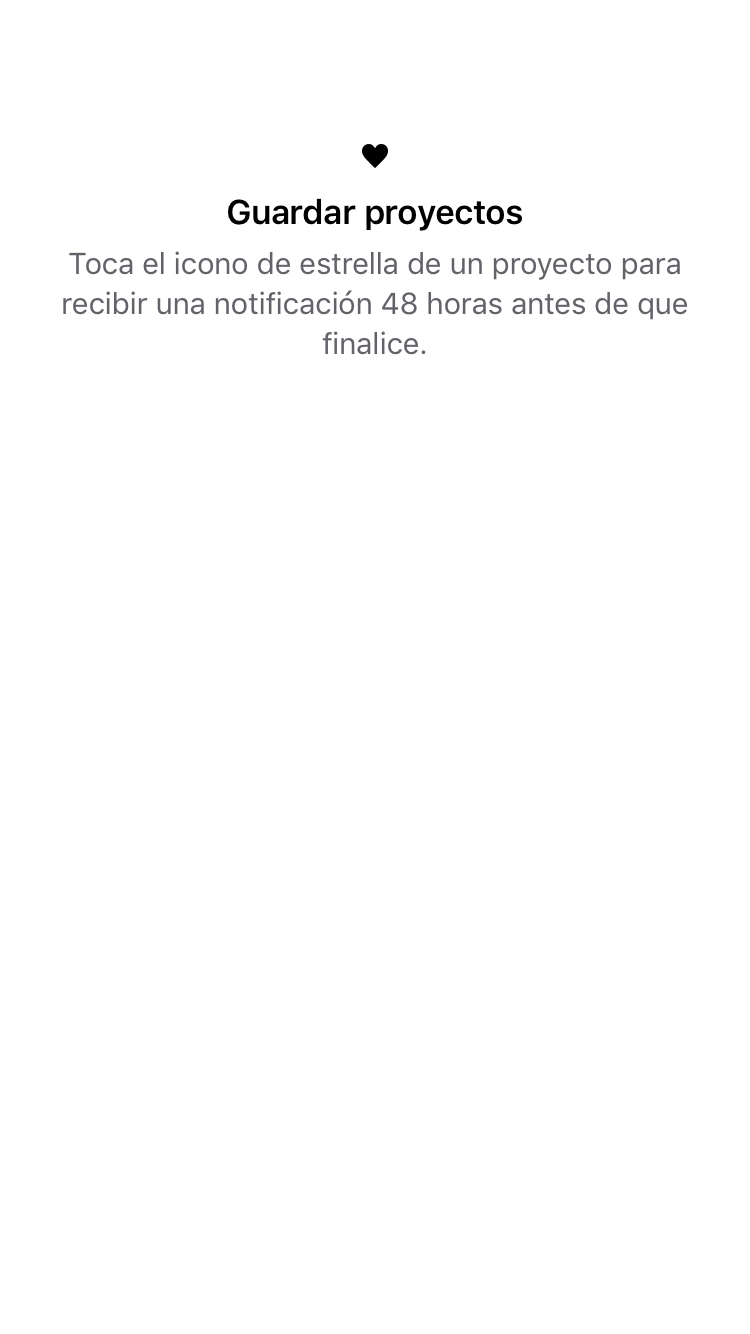 Guardar proyectos
Toca el icono de estrella de un proyecto para
recibir una notificación 48 horas antes de que
finalice.